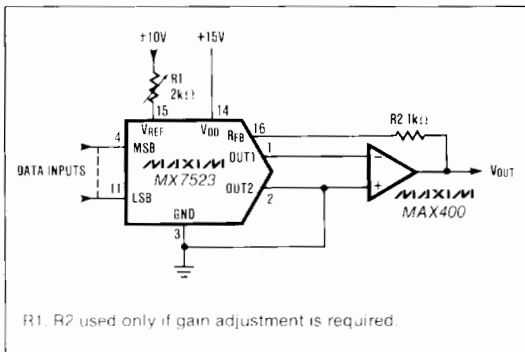 ±10V +15V
R1
2kΩ
15 14
VREF VDD RFB 16 R2 1kΩ
4 MSB
MAXIM OUT1 1 −
DATA INPUTS MX7523 VOUT
OUT2 2 +
11 LSB MAXIM
GND MAX400
3
R1, R2 used only if gain adjustment is required.